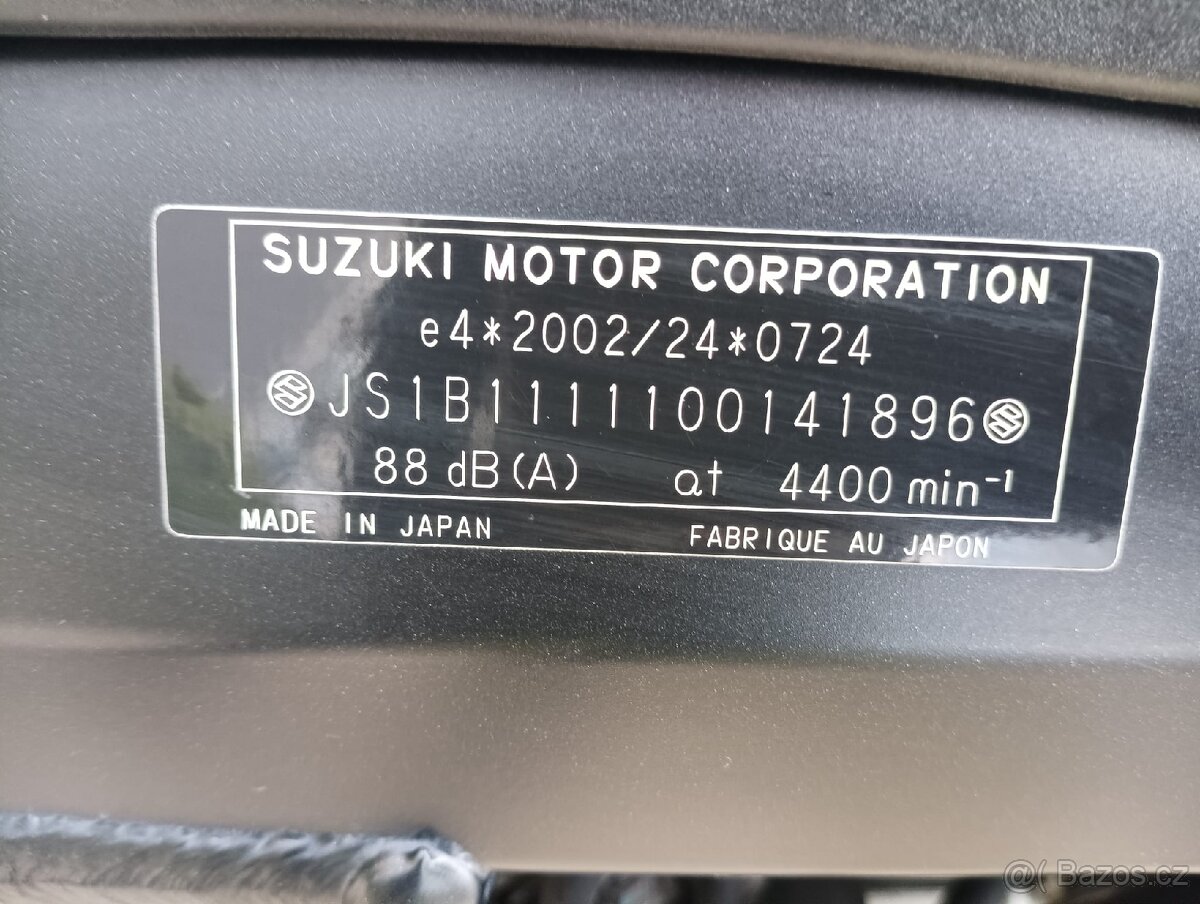 SUZUKI MOTOR CORPORATION
e4*2002/24*0724
JS1B1111100141896
88 dB(A) at 4400 min⁻¹
MADE IN JAPAN FABRIQUE AU JAPON
@( Bazos.cz